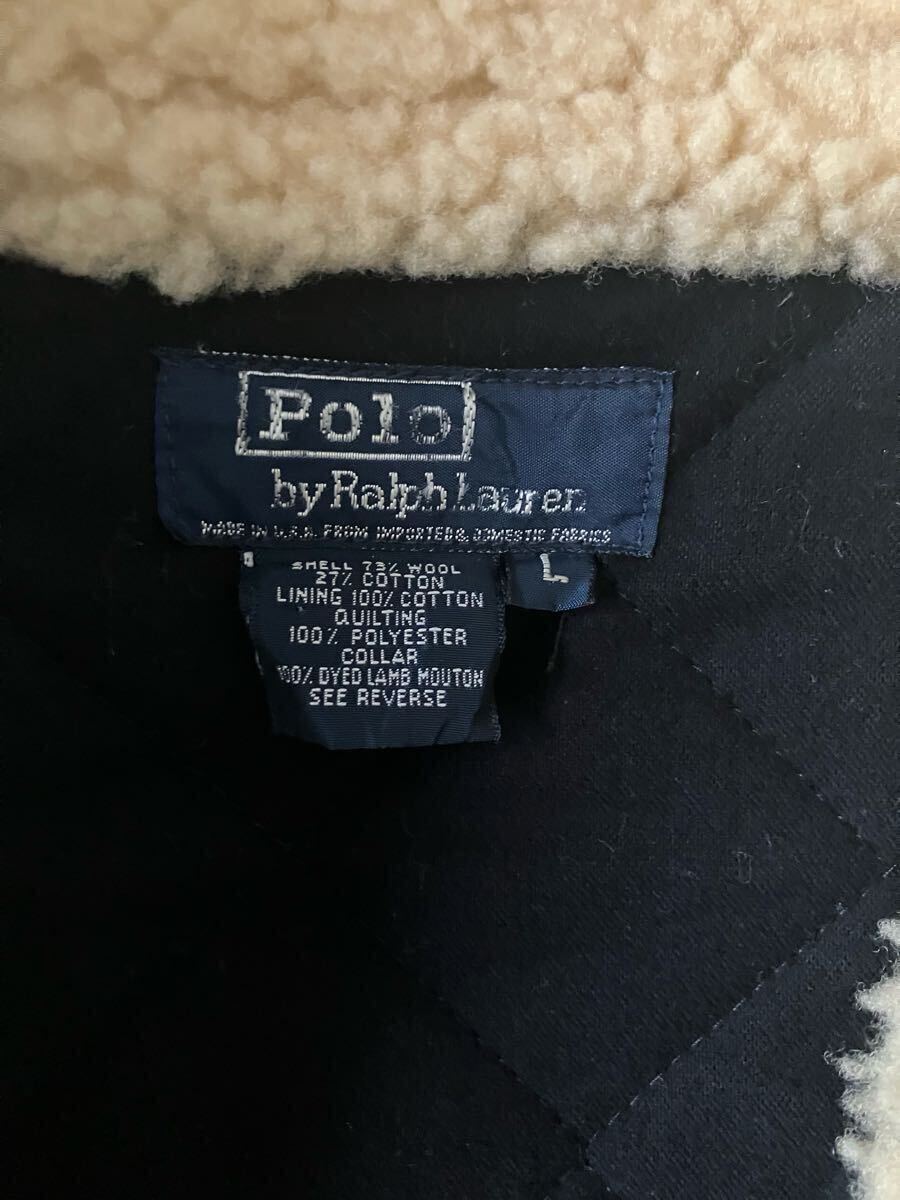 Polo
by Ralph Lauren
MADE IN U.S.A. FROM IMPORTED & DOMESTIC FABRICS
L
SHELL 73% WOOL
27% COTTON
LINING 100% COTTON
QUILTING
100% POLYESTER
COLLAR
100% DYED LAMB MOUTON
SEE REVERSE